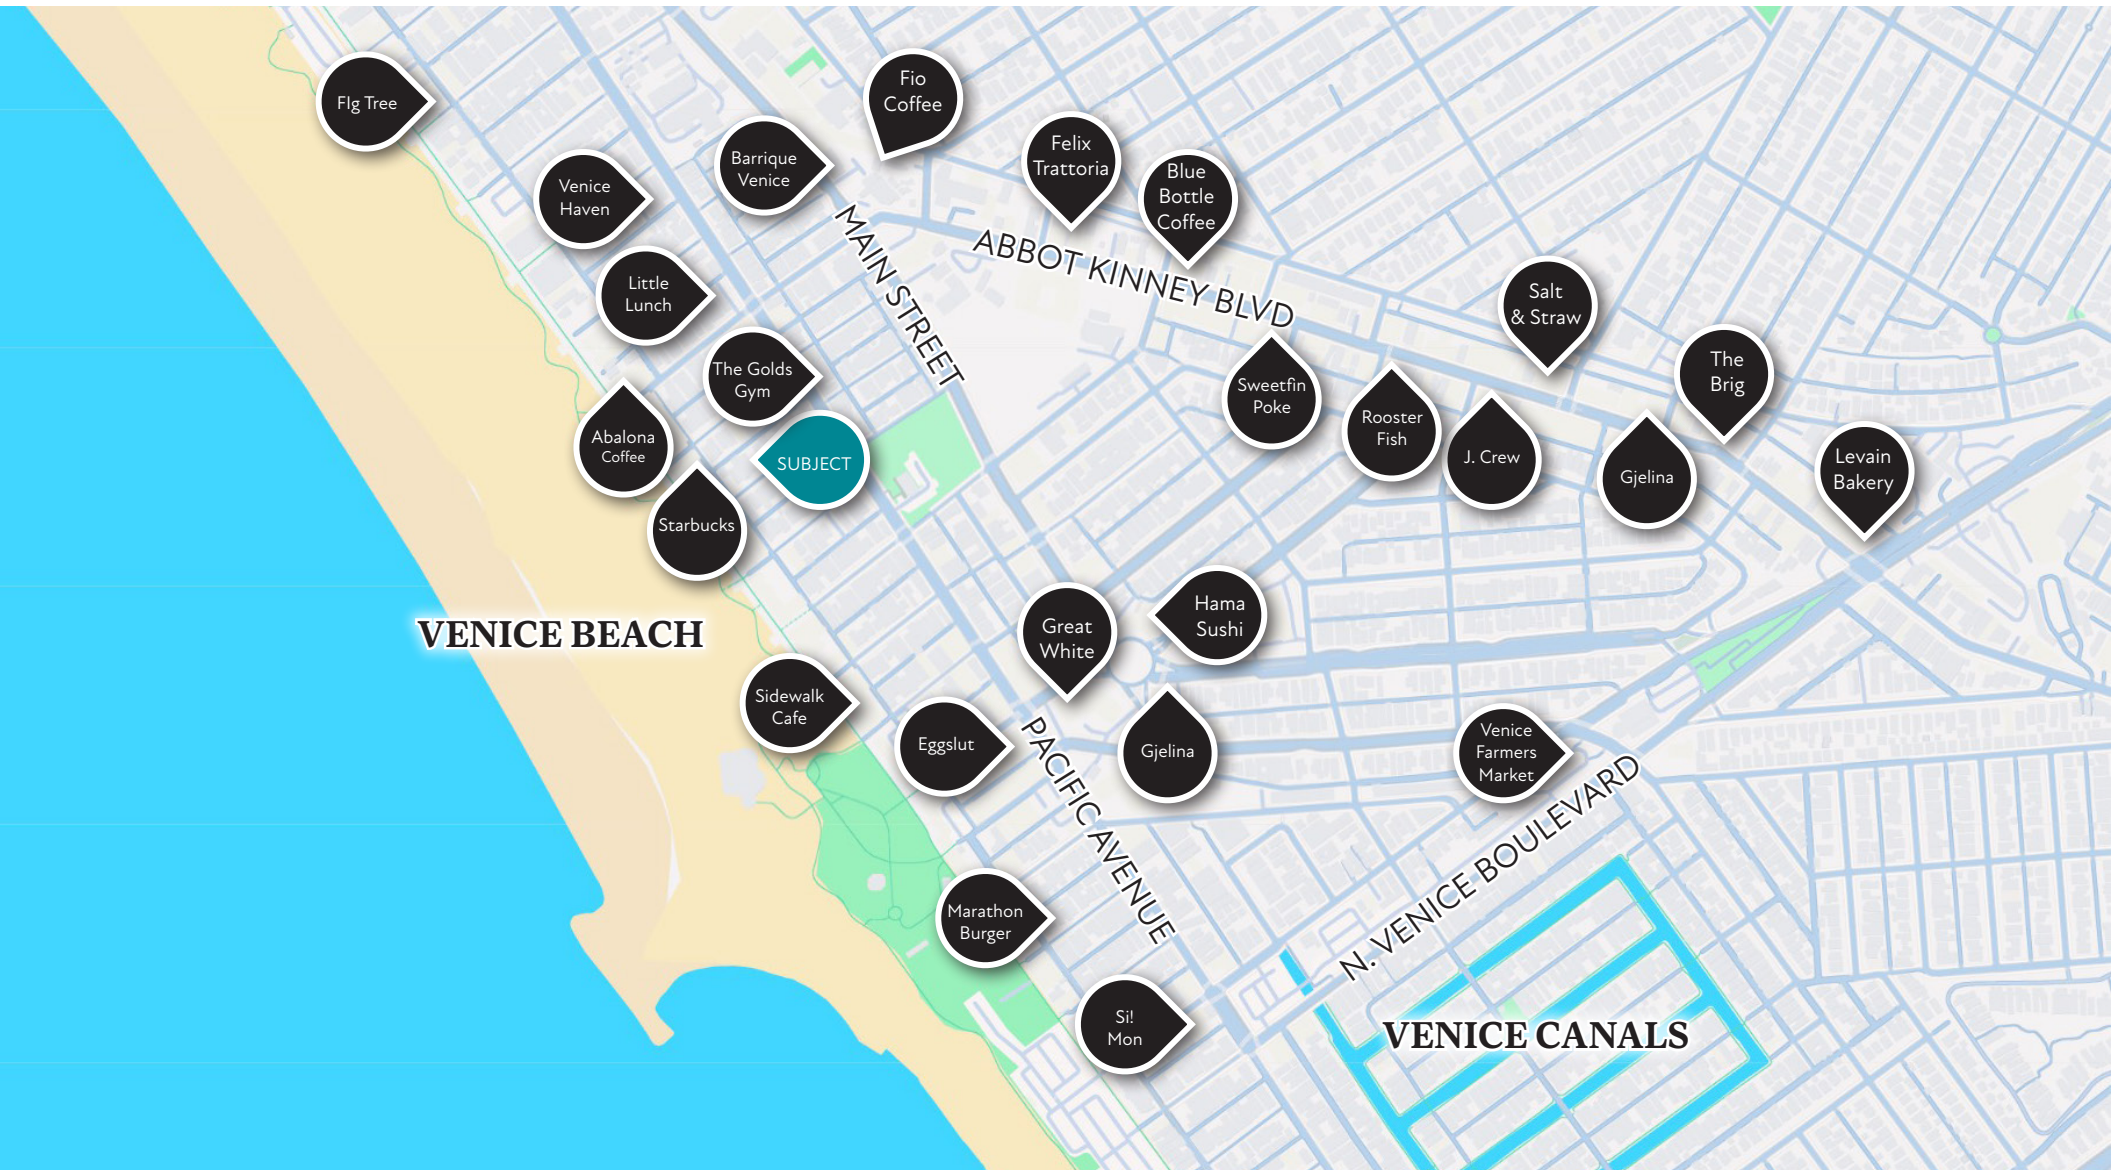 FIg Tree
Fio
Coffee
Barrique
Venice
Felix
Trattoria
Blue
Bottle
Coffee
Venice
Haven
MAIN STREET
ABBOT KINNEY BLVD
Little
Lunch
Salt
& Straw
The Golds
Gym
Sweetfin
Poke
Rooster
Fish
J. Crew
The
Brig
Gjelina
Levain
Bakery
Abalona
Coffee
SUBJECT
Starbucks
VENICE BEACH
Great
White
Hama
Sushi
Sidewalk
Cafe
Eggslut
PACIFIC AVENUE
Gjelina
Venice
Farmers
Market
N. VENICE BOULEVARD
Marathon
Burger
Si!
Mon
VENICE CANALS